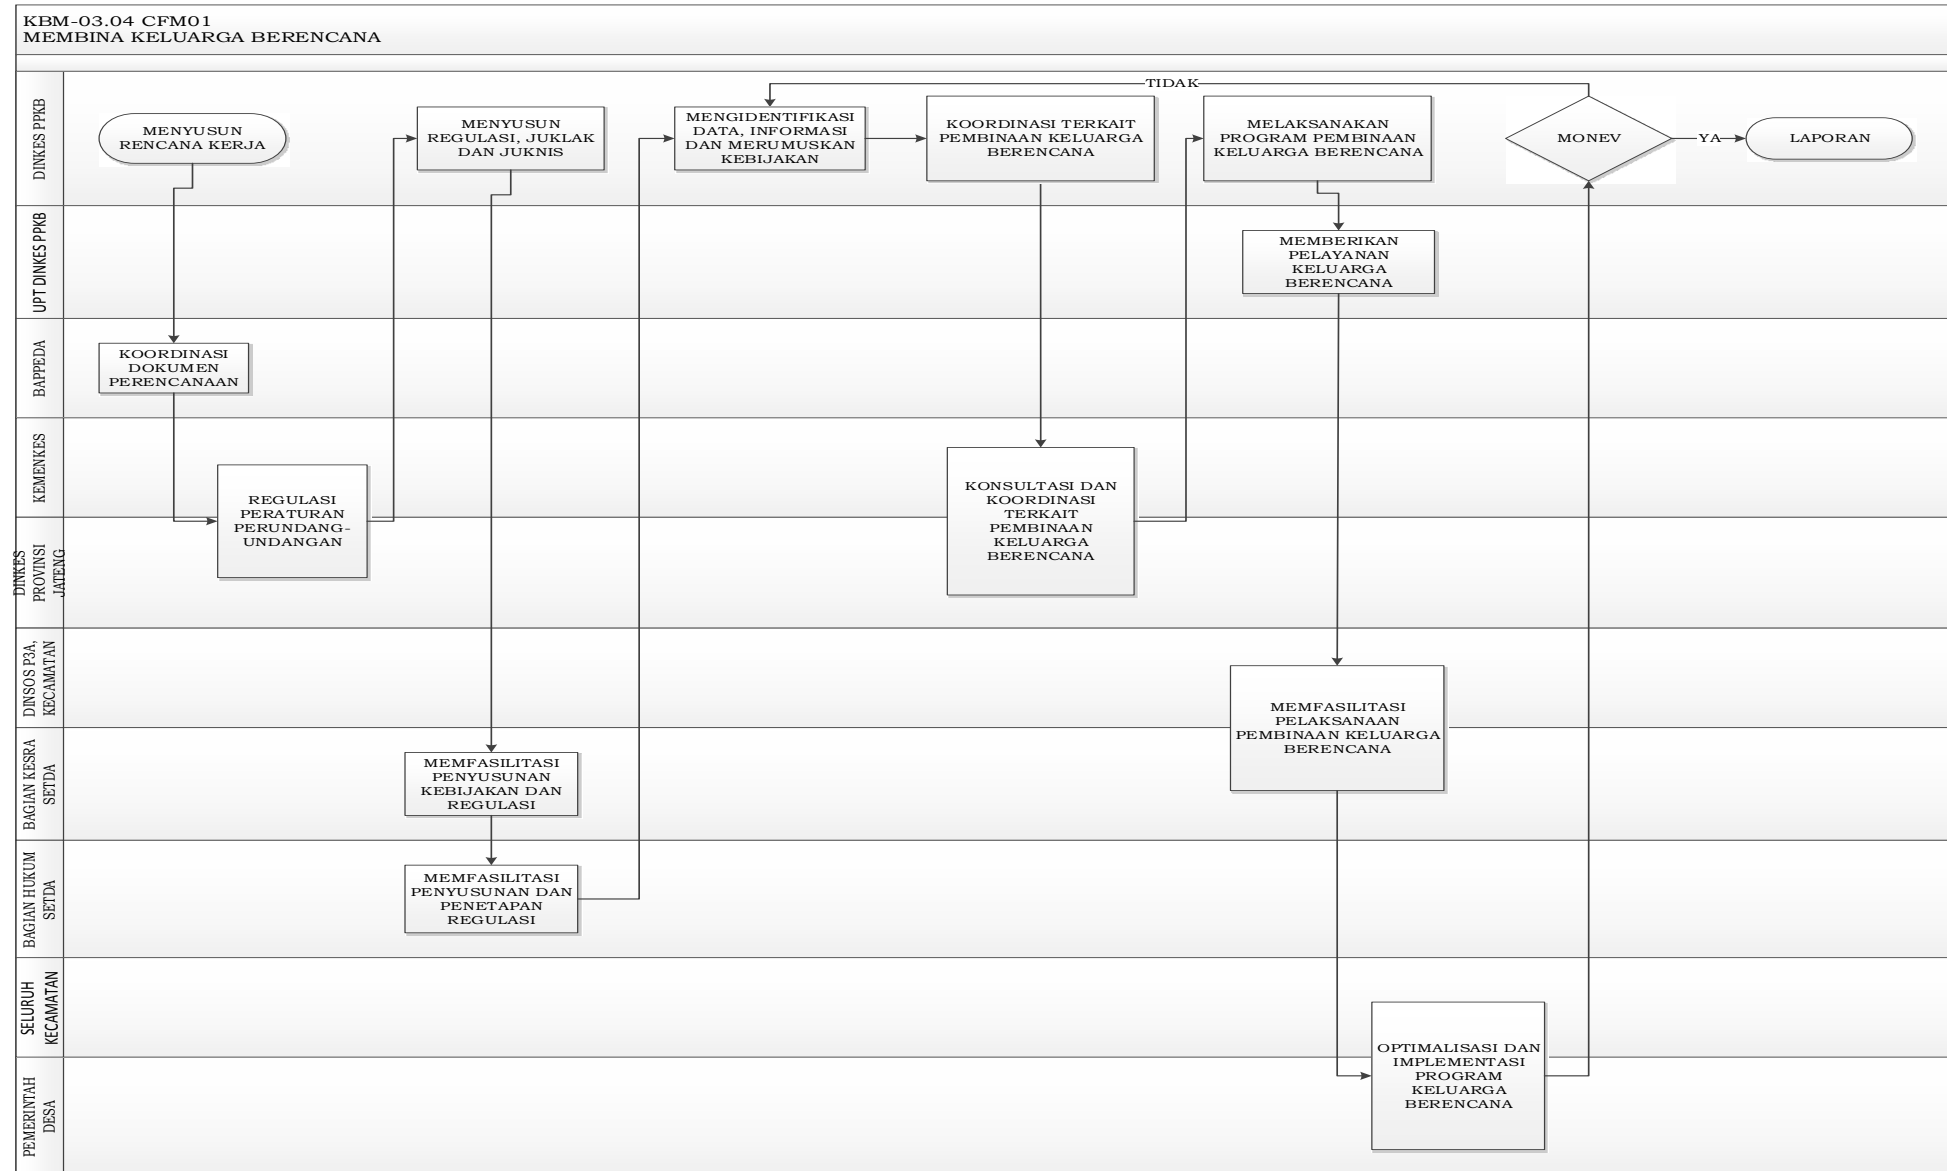 KBM-03.04 CFM01
MEMBINA KELUARGA BERENCANA
DINKES PPKB
MENYUSUN
RENCANA KERJA
MENYUSUN
REGULASI, JUKLAK
DAN JUKNIS
MENGIDENTIFIKASI
DATA, INFORMASI
DAN MERUMUSKAN
KEBIJAKAN
KOORDINASI TERKAIT
PEMBINAAN KELUARGA
BERENCANA
MELAKSANAKAN
PROGRAM PEMBINAAN
KELUARGA BERENCANA
TIDAK
MONEV
YA
LAPORAN
UPT DINKES PPKB
MEMBERIKAN
PELAYANAN
KELUARGA
BERENCANA
BAPPEDA
KOORDINASI
DOKUMEN
PERENCANAAN
KEMENKES
REGULASI
PERATURAN
PERUNDANG-
UNDANGAN
KONSULTASI DAN
KOORDINASI
TERKAIT
PEMBINAAN
KELUARGA
BERENCANA
DINKES
PROVINSI
JATENG
DINSOS P3A,
KECAMATAN
MEMFASILITASI
PELAKSANAAN
PEMBINAAN KELUARGA
BERENCANA
BAGIAN KESRA
SETDA
MEMFASILITASI
PENYUSUNAN
KEBIJAKAN DAN
REGULASI
BAGIAN HUKUM
SETDA
MEMFASILITASI
PENYUSUNAN DAN
PENETAPAN
REGULASI
SELURUH
KECAMATAN
OPTIMALISASI DAN
IMPLEMENTASI
PROGRAM
KELUARGA
BERENCANA
PEMERINTAH
DESA